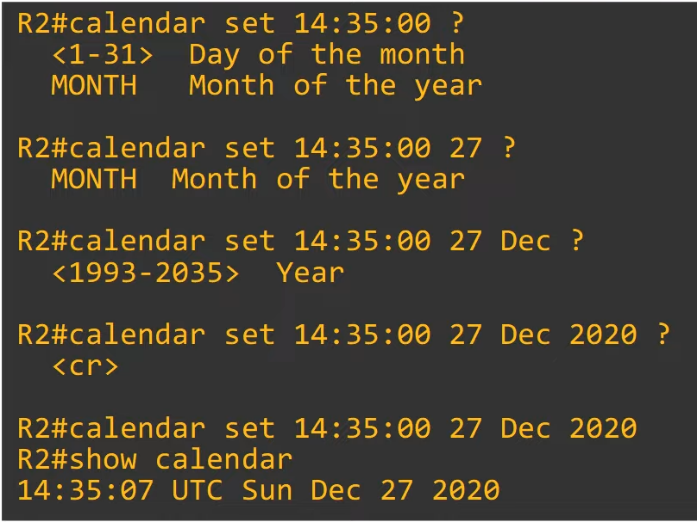 R2#calendar set 14:35:00 ?
<1-31> Day of the month
MONTH Month of the year
R2#calendar set 14:35:00 27 ?
MONTH Month of the year
R2#calendar set 14:35:00 27 Dec ?
<1993-2035> Year
R2#calendar set 14:35:00 27 Dec 2020 ?
<cr>
R2#calendar set 14:35:00 27 Dec 2020
R2#show calendar
14:35:07 UTC Sun Dec 27 2020